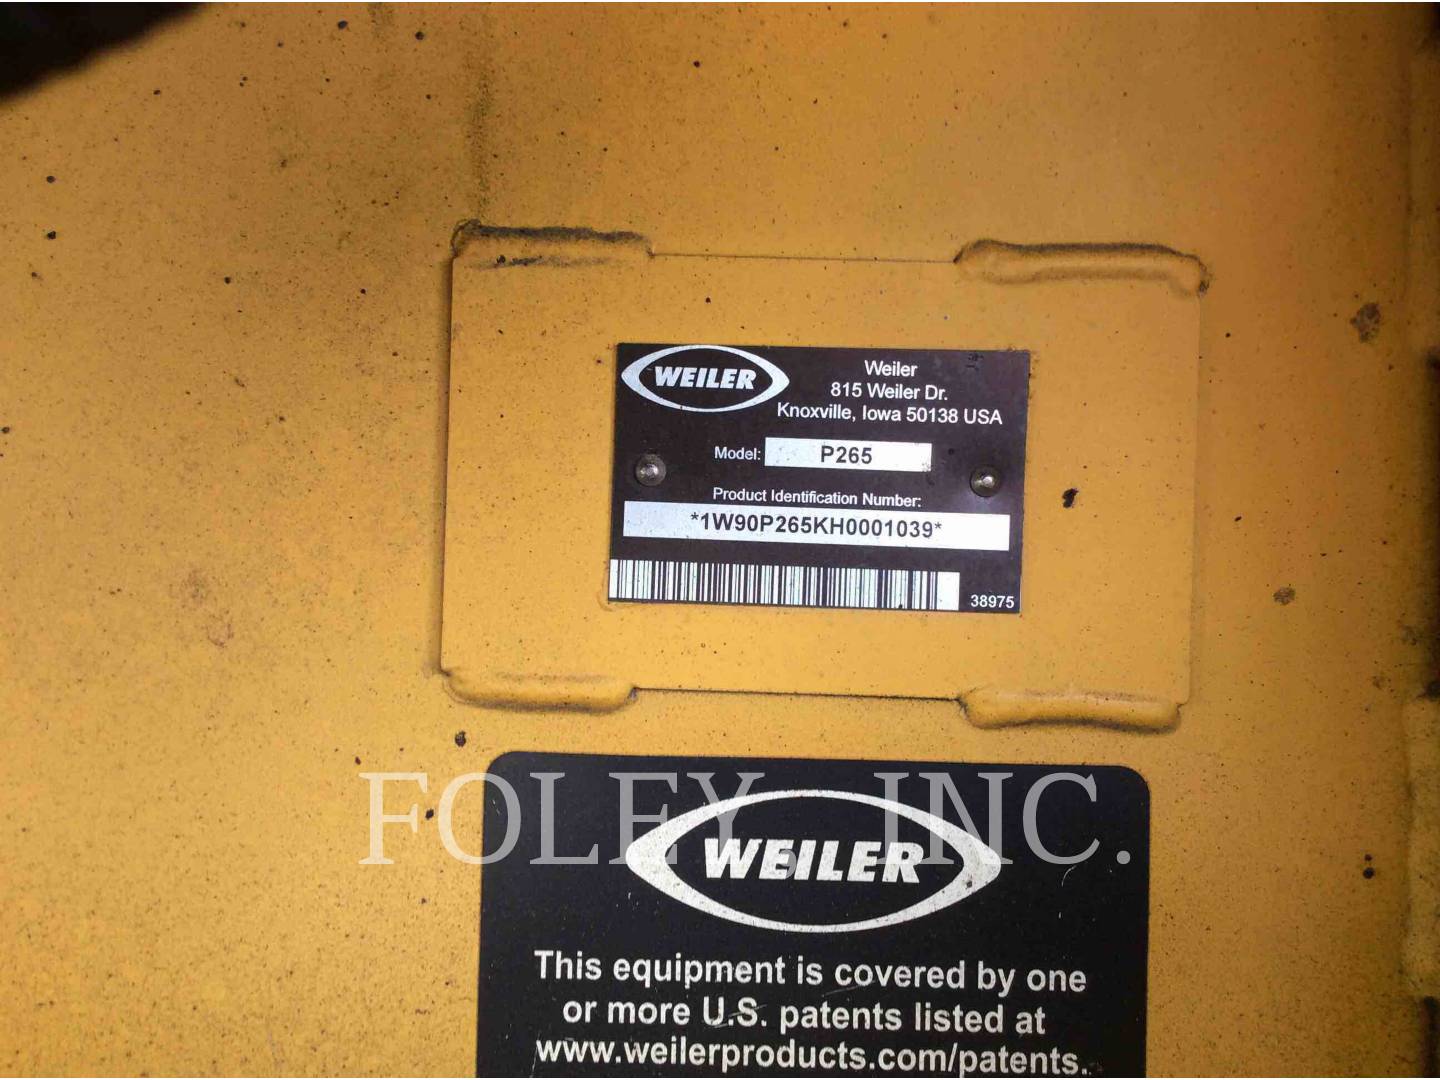 WEILER
Weiler
815 Weiler Dr.
Knoxville, Iowa 50138 USA
Model: P265
Product Identification Number:
*1W90P265KH0001039*
38975
FOLEY, INC.
WEILER
This equipment is covered by one
or more U.S. patents listed at
www.weilerproducts.com/patents.